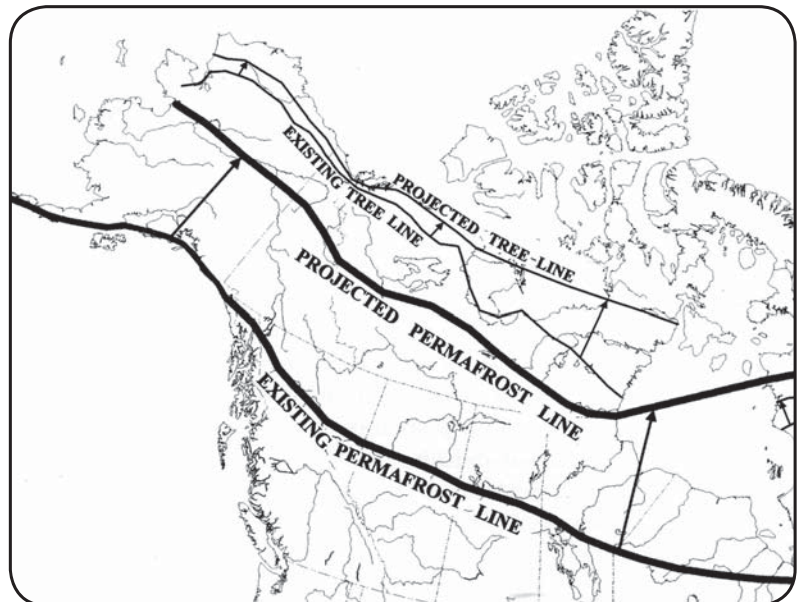 EXISTING TREE LINE
PROJECTED TREE-LINE
PROJECTED PERMAFROST LINE
EXISTING PERMAFROST LINE